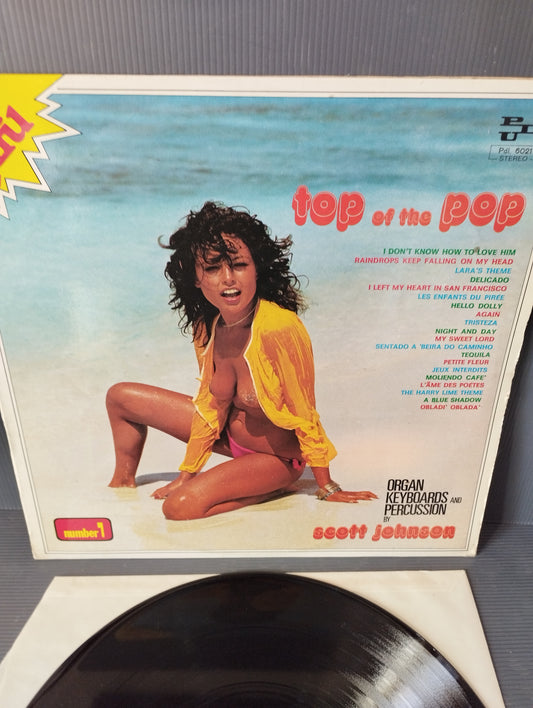 top of the pop
Psl. 6021
STEREO
I DON'T KNOW HOW TO LOVE HIM
RAINDROPS KEEP FALLING ON MY HEAD
LARA'S THEME
DELICADO
I LEFT MY HEART IN SAN FRANCISCO
LES ENFANTS DU PIRÉE
HELLO DOLLY
AGAIN
TRISTEZA
NIGHT AND DAY
MY SWEET LORD
SENTADO A 'BEIRA DO CAMINHO
TEQUILA
PETITE FLEUR
JEUX INTERDITS
MOLIENDO CAFE'
L'ÂME DES POÈTES
THE HARRY LIME THEME
A BLUE SHADOW
OBLADI' OBLADA'
ORGAN
KEYBOARDS AND
PERCUSSION
BY
scott johnson
number 1